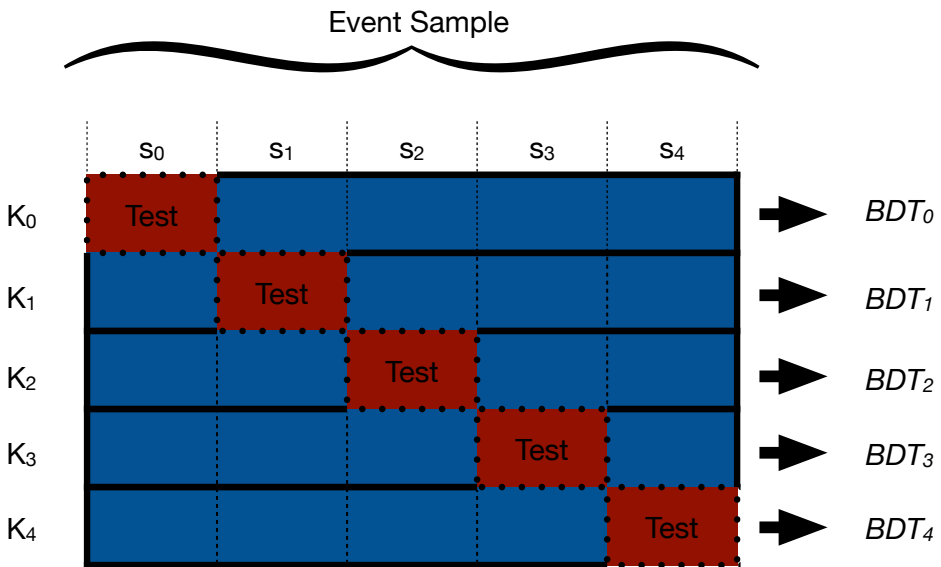 Event Sample
s₀ s₁ s₂ s₃ s₄
K₀ Test BDT₀
K₁ Test BDT₁
K₂ Test BDT₂
K₃ Test BDT₃
K₄ Test BDT₄